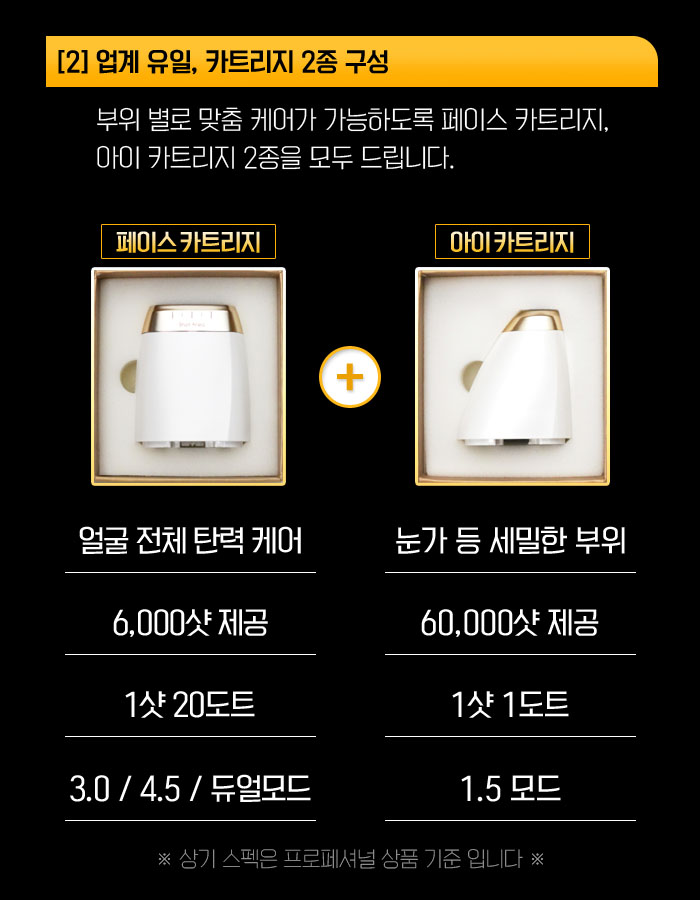 [2] 업계 유일, 카트리지 2종 구성
부위 별로 맞춤 케어가 가능하도록 페이스 카트리지,
아이 카트리지 2종을 모두 드립니다.
페이스 카트리지
아이 카트리지
+
얼굴 전체 탄력 케어
눈가 등 세밀한 부위
6,000샷 제공
60,000샷 제공
1샷 20도트
1샷 1도트
3.0 / 4.5 / 듀얼모드
1.5 모드
※ 상기 스펙은 프로페셔널 상품 기준 입니다 ※